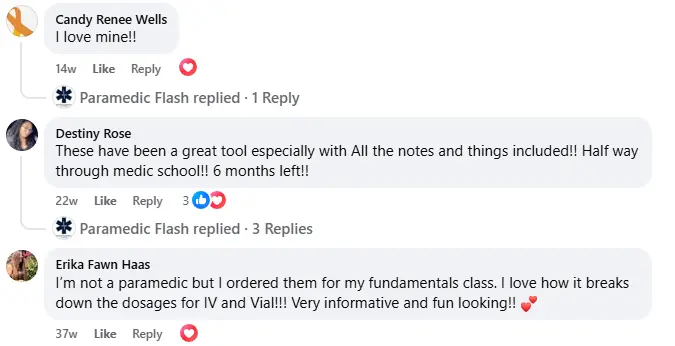 Candy Renee Wells
I love mine!!
14w Like Reply
Paramedic Flash replied · 1 Reply
Destiny Rose
These have been a great tool especially with All the notes and things included!! Half way
through medic school!! 6 months left!!
22w Like Reply 3
Paramedic Flash replied · 3 Replies
Erika Fawn Haas
I’m not a paramedic but I ordered them for my fundamentals class. I love how it breaks
down the dosages for IV and Vial!!! Very informative and fun looking!! 💕
37w Like Reply